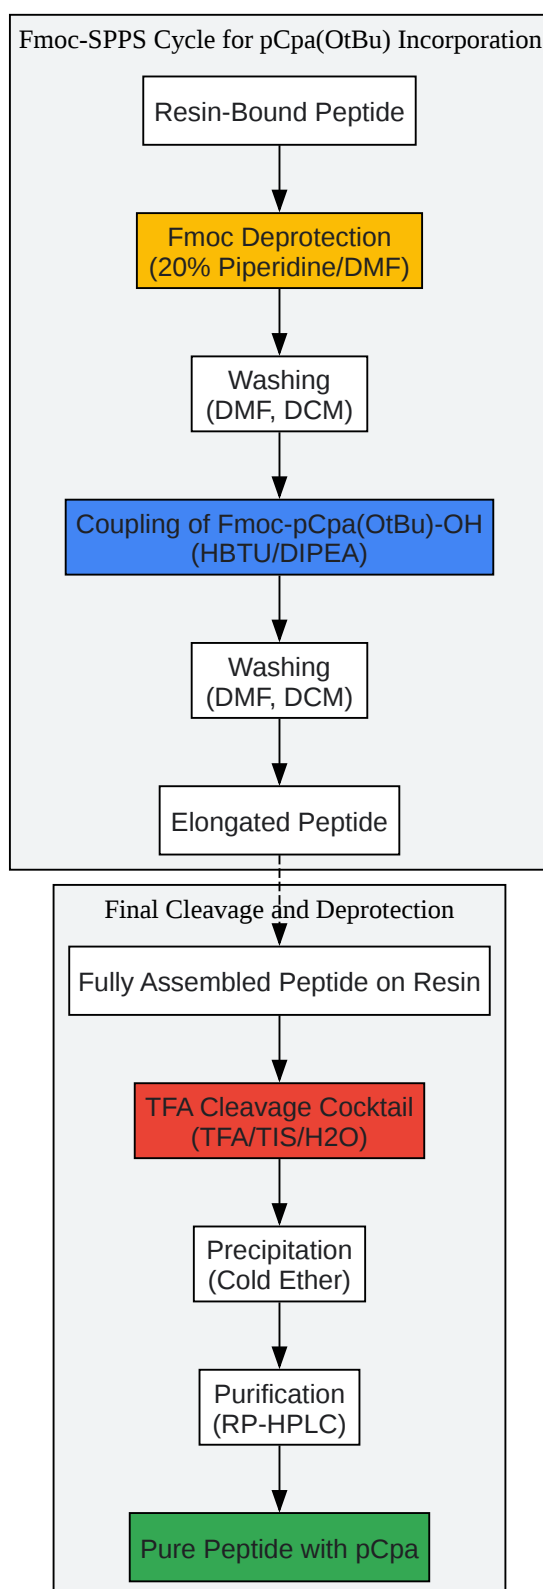 Fmoc-SPPS Cycle for pCpa(OtBu) Incorporation
Resin-Bound Peptide
Fmoc Deprotection
(20% Piperidine/DMF)
Washing
(DMF, DCM)
Coupling of Fmoc-pCpa(OtBu)-OH
(HBTU/DIPEA)
Washing
(DMF, DCM)
Elongated Peptide
Final Cleavage and Deprotection
Fully Assembled Peptide on Resin
TFA Cleavage Cocktail
(TFA/TIS/H2O)
Precipitation
(Cold Ether)
Purification
(RP-HPLC)
Pure Peptide with pCpa